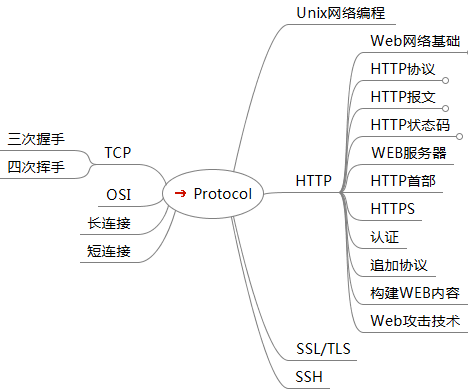 Unix网络编程
Web网络基础
HTTP协议
HTTP报文
HTTP状态码
WEB服务器
HTTP首部
HTTPS
认证
追加协议
构建WEB内容
Web攻击技术
HTTP
SSL/TLS
SSH
Protocol
TCP
三次握手
四次挥手
OSI
长连接
短连接